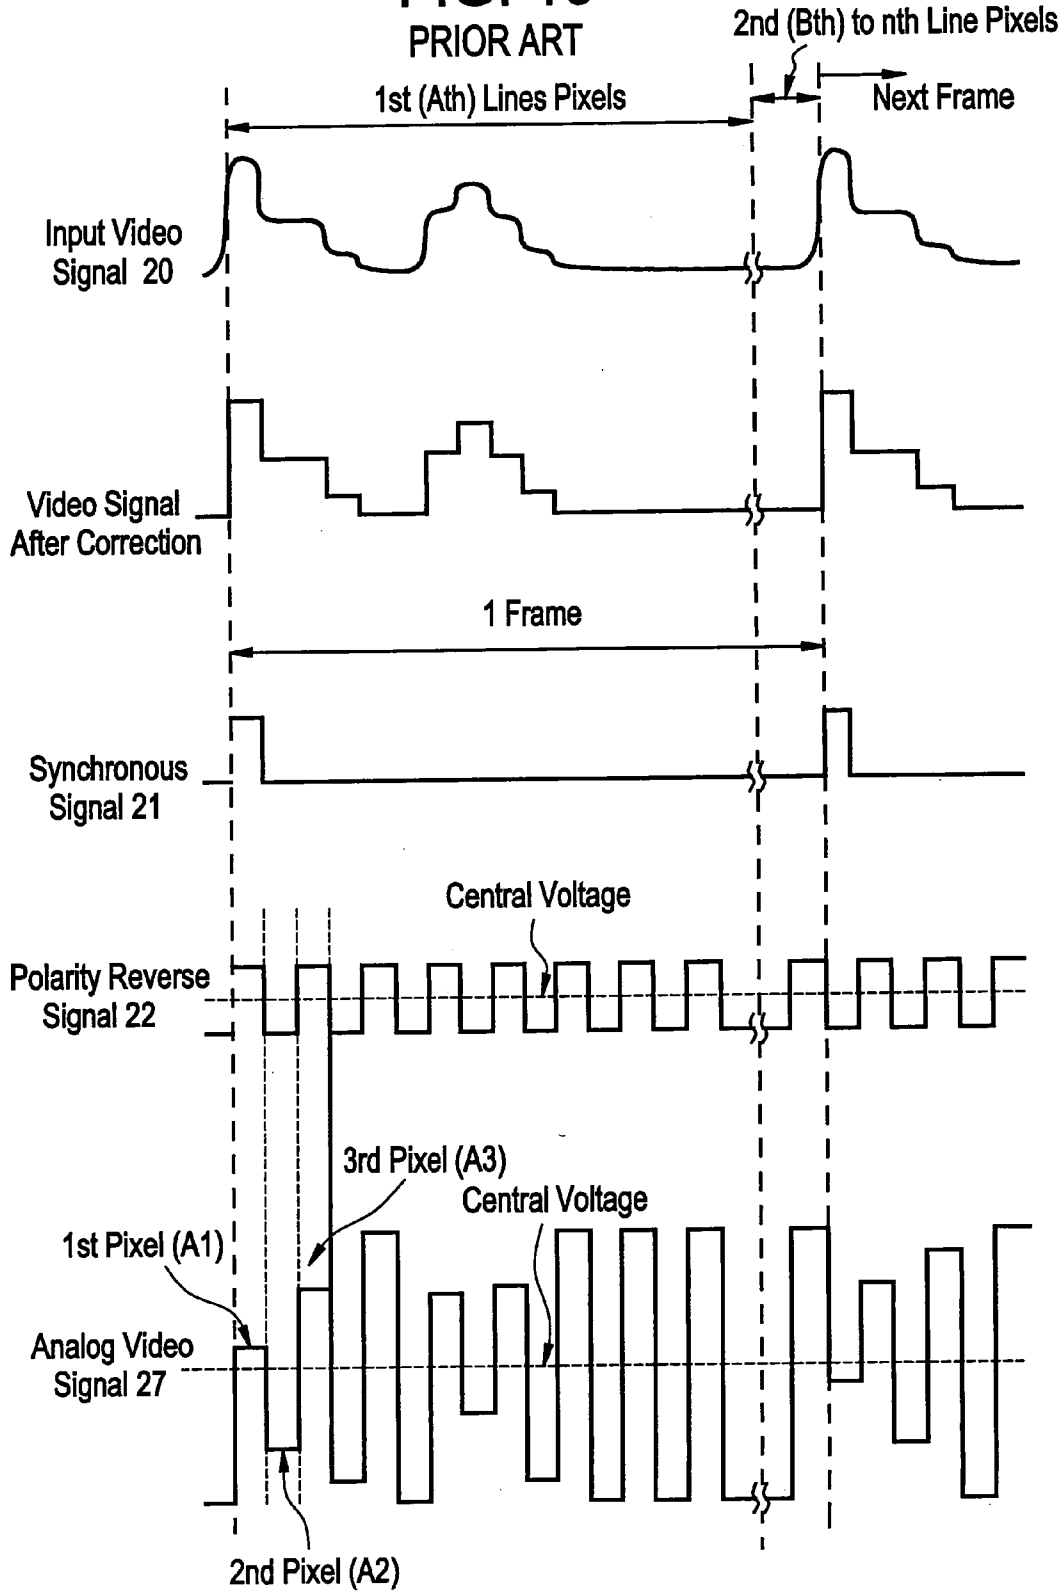 PRIOR ART
2nd (Bth) to nth Line Pixels
1st (Ath) Lines Pixels
Next Frame
Input Video
Signal 20
Video Signal
After Correction
1 Frame
Synchronous
Signal 21
Central Voltage
Polarity Reverse
Signal 22
3rd Pixel (A3)
Central Voltage
1st Pixel (A1)
Analog Video
Signal 27
2nd Pixel (A2)